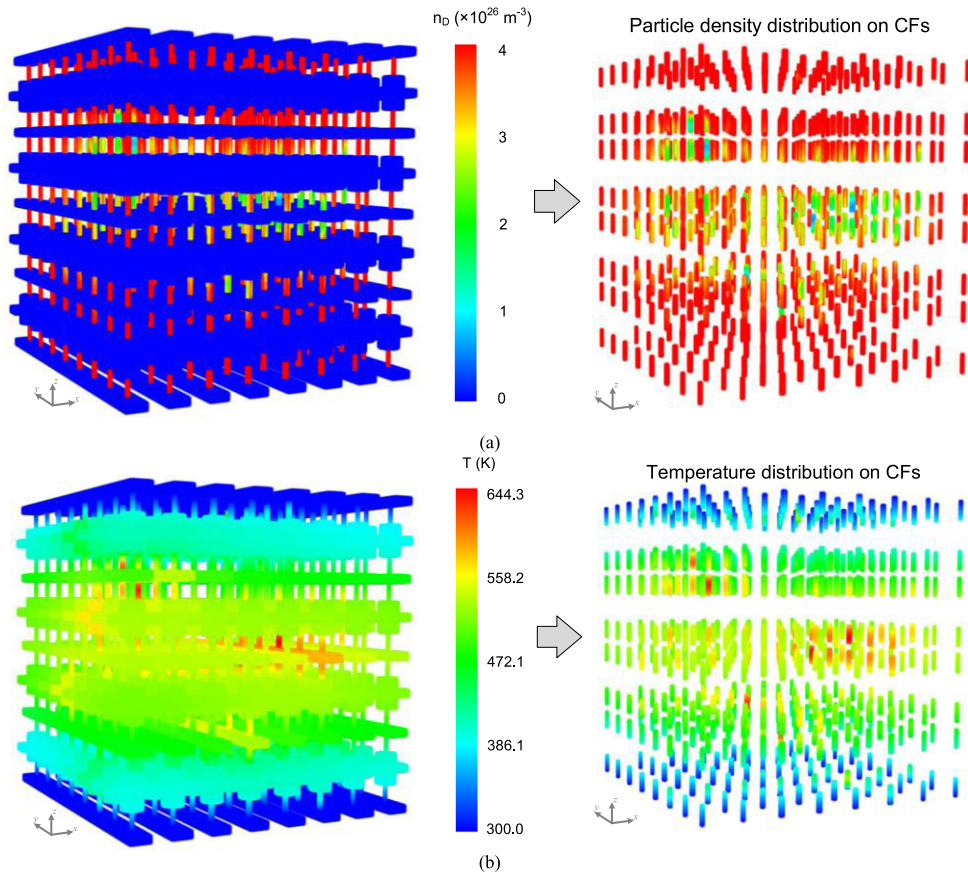 n_D (×10^26 m^-3)
Particle density distribution on CFs
4
3
2
1
0
z
y
x
z
y
x
(a)
T (K)
Temperature distribution on CFs
644.3
558.2
472.1
386.1
300.0
z
y
x
z
y
x
(b)